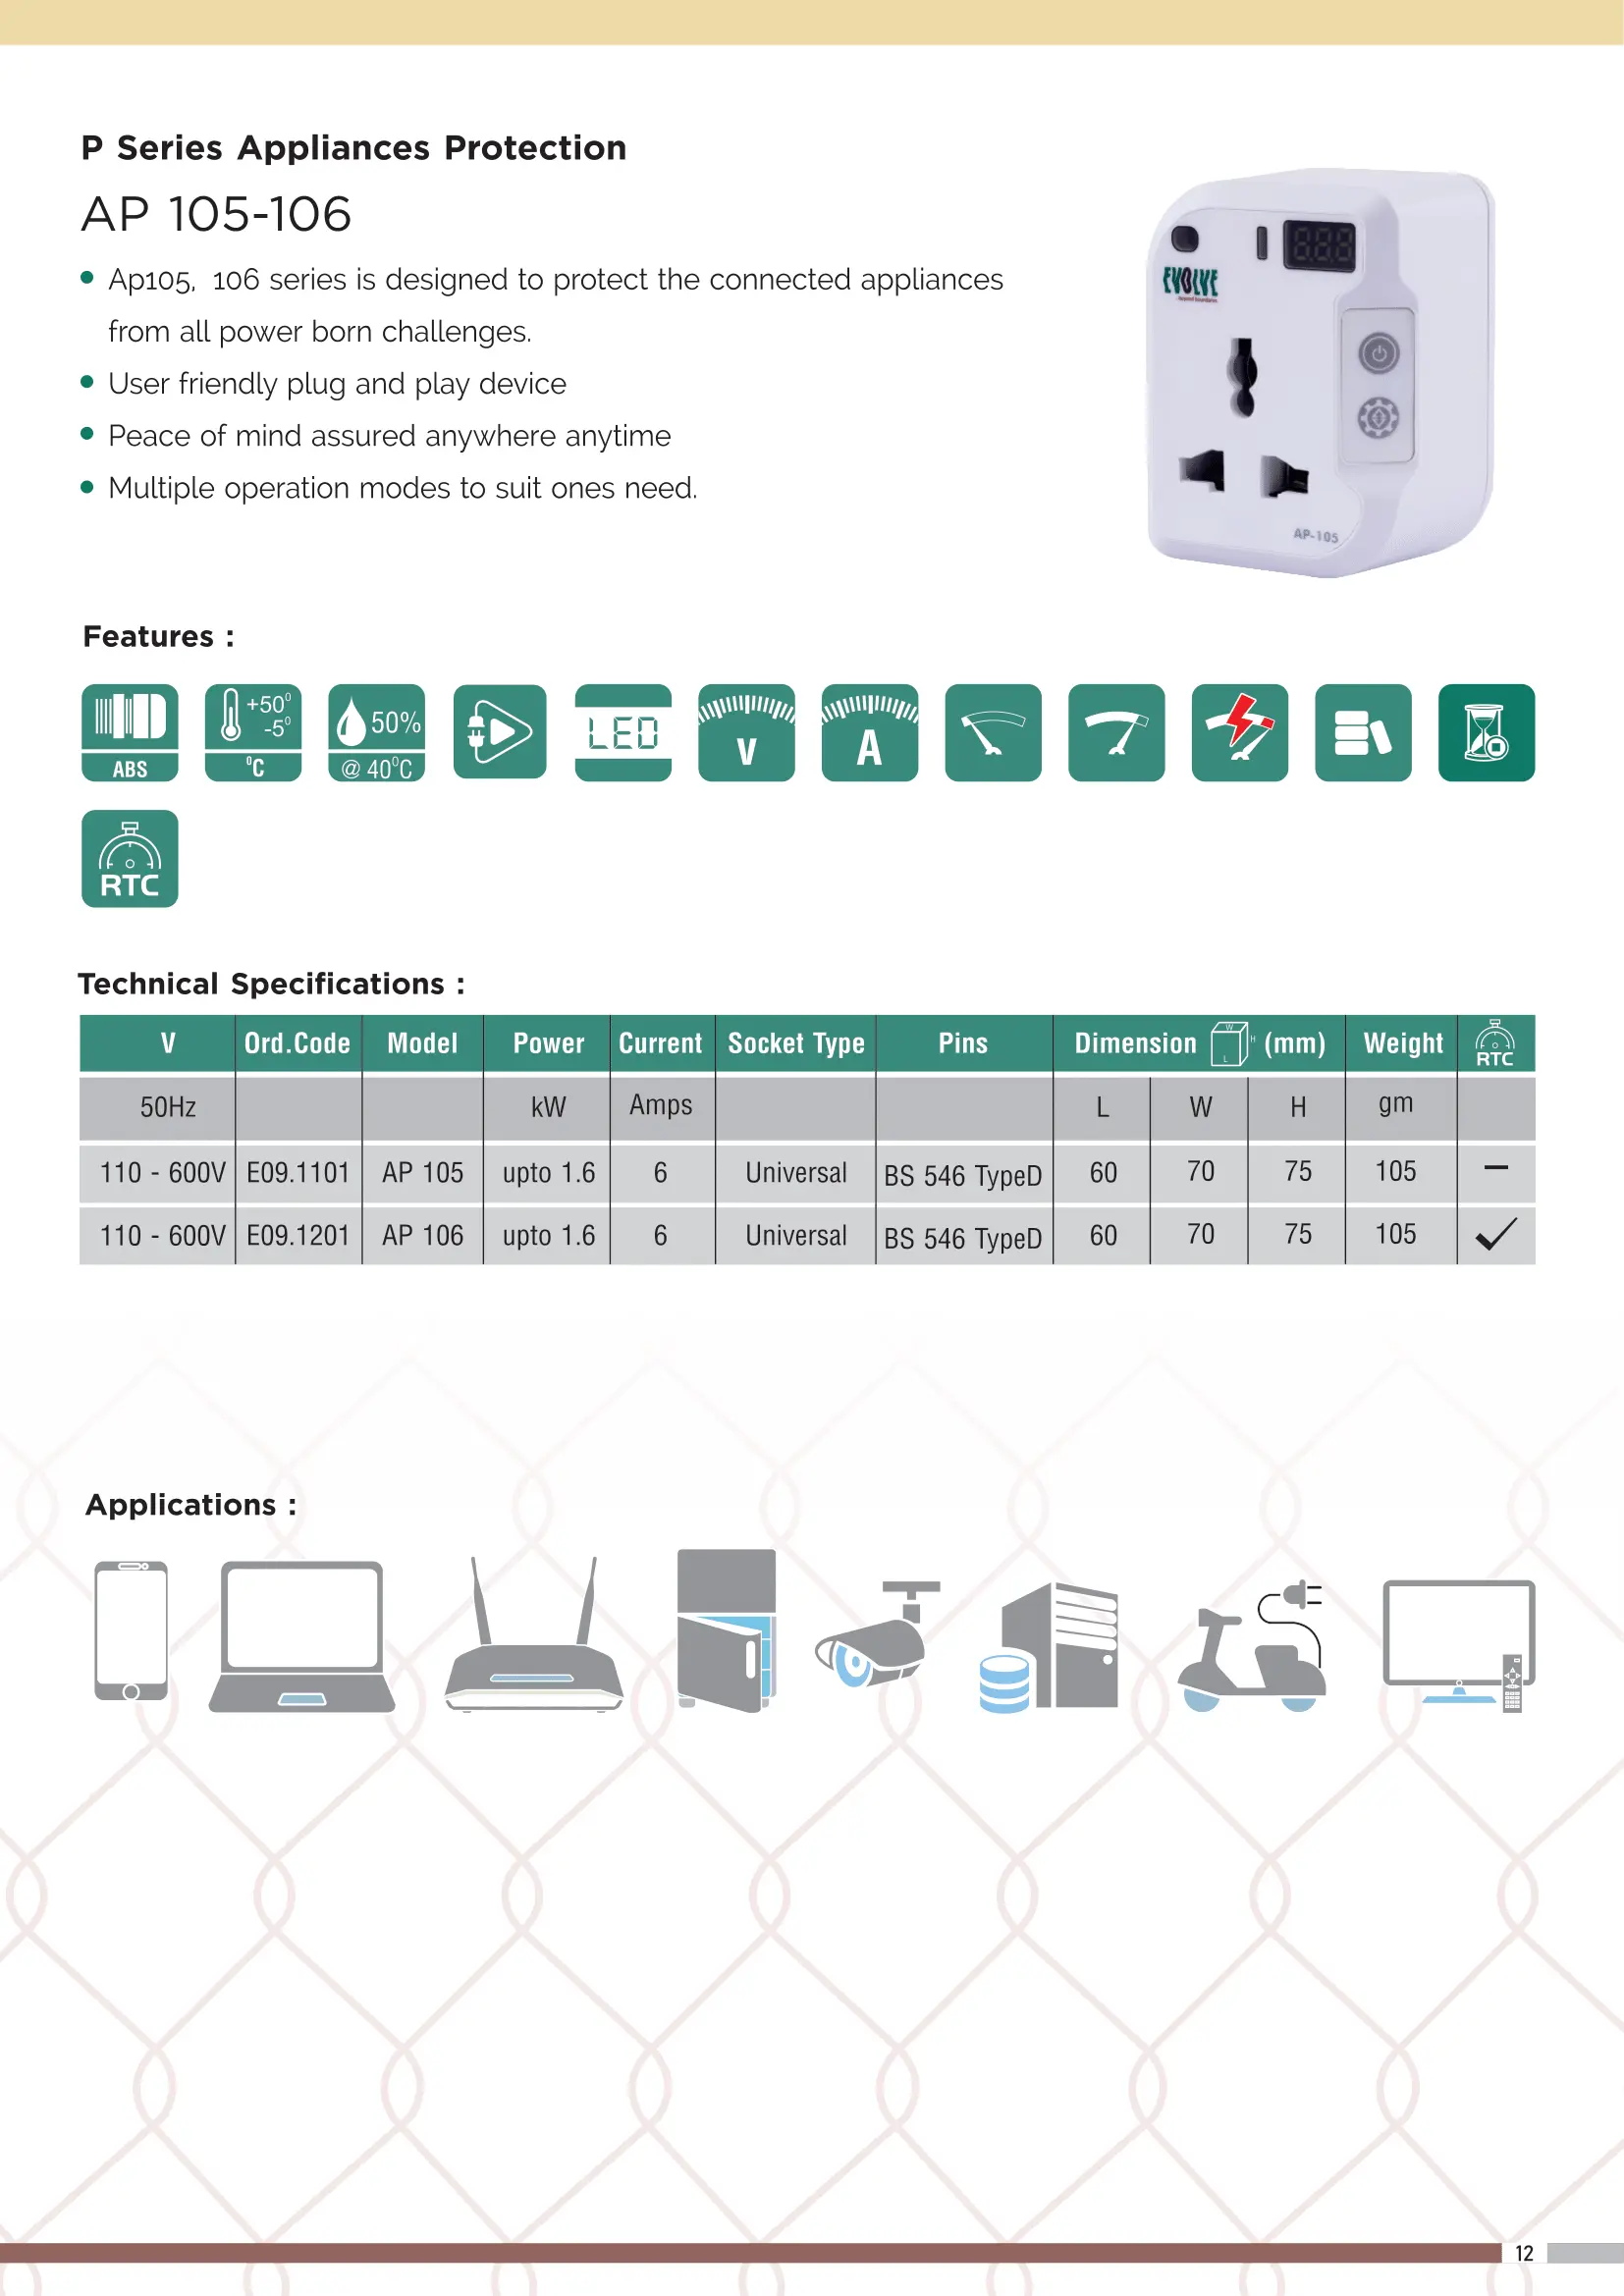 P Series Appliances Protection
AP 105-106
Ap105, 106 series is designed to protect the connected appliances
from all power born challenges.
User friendly plug and play device
Peace of mind assured anywhere anytime
Multiple operation modes to suit ones need.
EVOLVE
AP-105
Features :
ABS
+50⁰
-5⁰
⁰C
50%
@ 40⁰C
LED
V
A
RTC
Technical Specifications :
V Ord.Code Model Power Current Socket Type Pins Dimension W H L (mm) Weight RTC
50Hz kW Amps L W H gm
110 - 600V E09.1101 AP 105 upto 1.6 6 Universal BS 546 TypeD 60 70 75 105 –
110 - 600V E09.1201 AP 106 upto 1.6 6 Universal BS 546 TypeD 60 70 75 105 ✓
Applications :
12